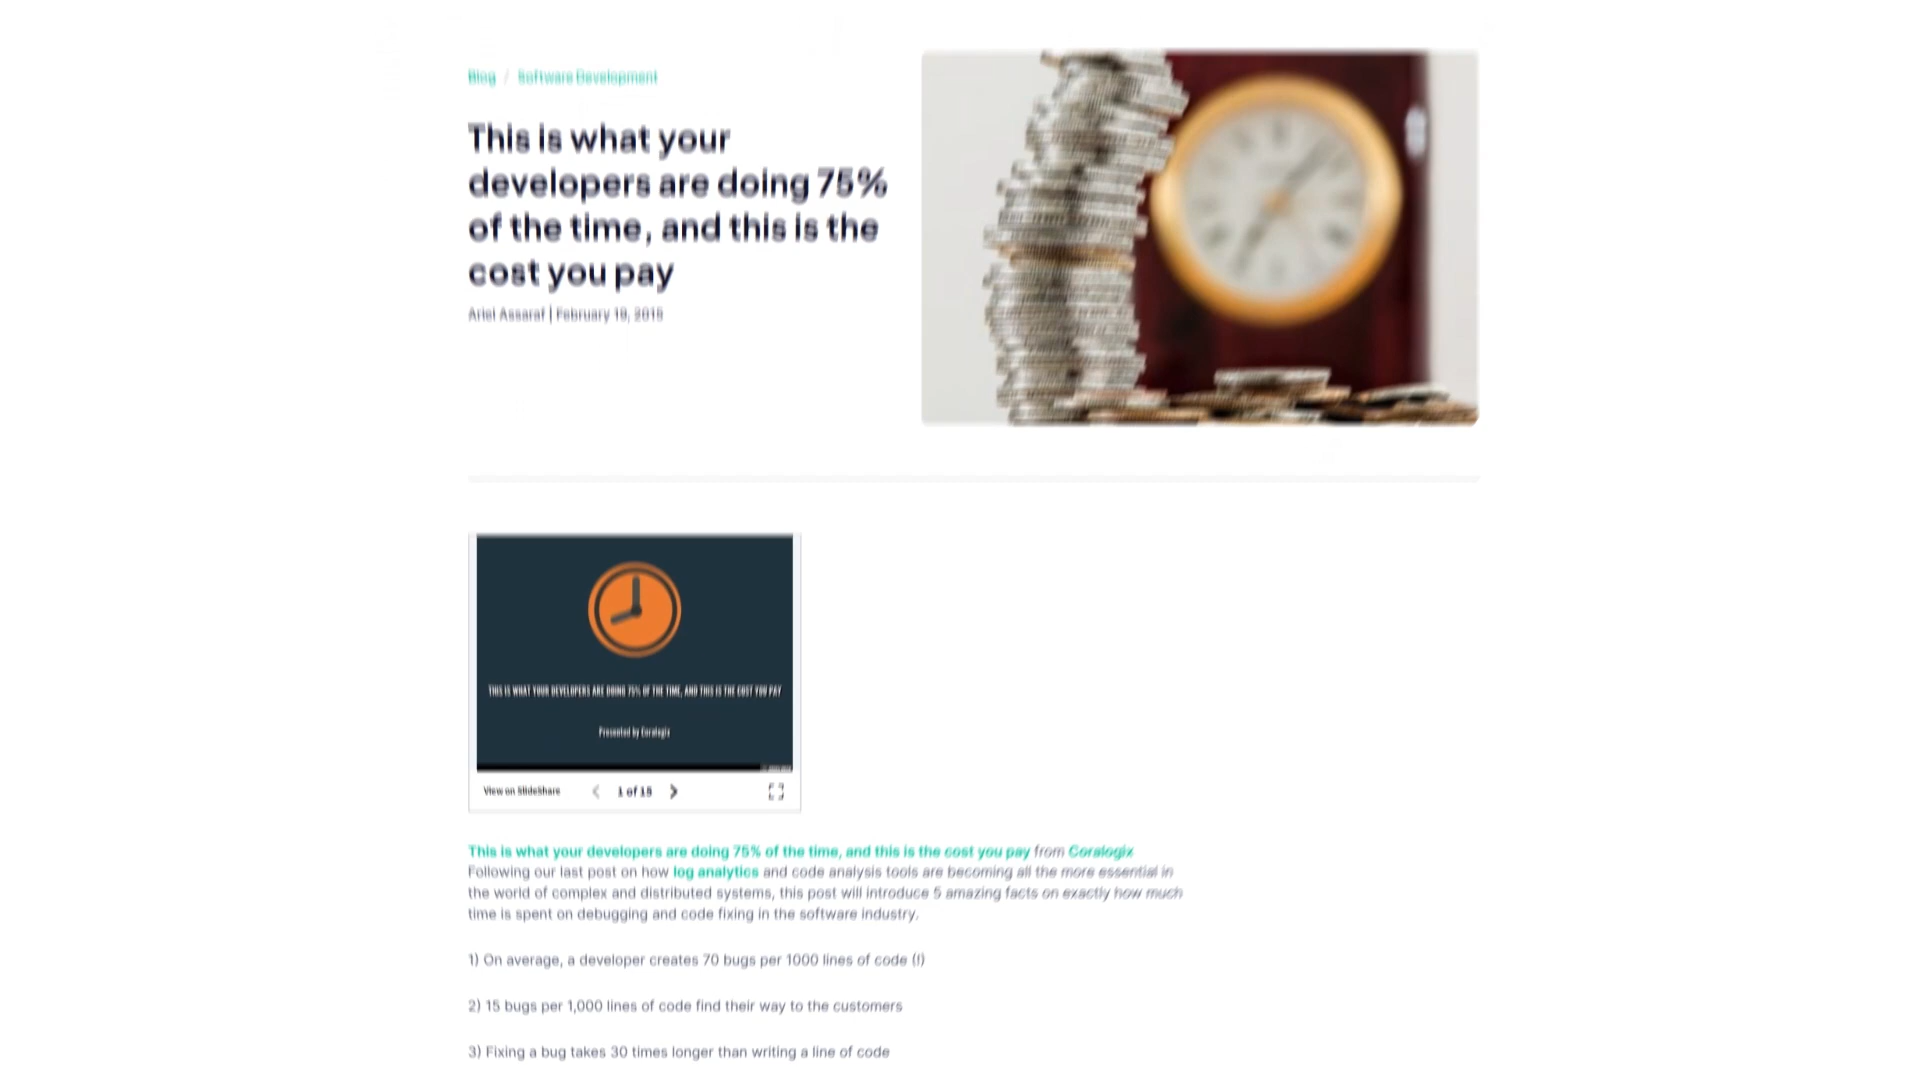 Blog / Software Development
This is what your
developers are doing 75%
of the time, and this is the
cost you pay
Ariel Assaraf | February 19, 2015
THIS IS WHAT YOUR DEVELOPERS ARE DOING 75% OF THE TIME, AND THIS IS THE COST YOU PAY
Presented by Coralogix
View on SlideShare 1 of 15
This is what your developers are doing 75% of the time, and this is the cost you pay from Coralogix
Following our last post on how log analytics and code analysis tools are becoming all the more essential in
the world of complex and distributed systems, this post will introduce 5 amazing facts on exactly how much
time is spent on debugging and code fixing in the software industry.
1) On average, a developer creates 70 bugs per 1000 lines of code (!)
2) 15 bugs per 1,000 lines of code find their way to the customers
3) Fixing a bug takes 30 times longer than writing a line of code